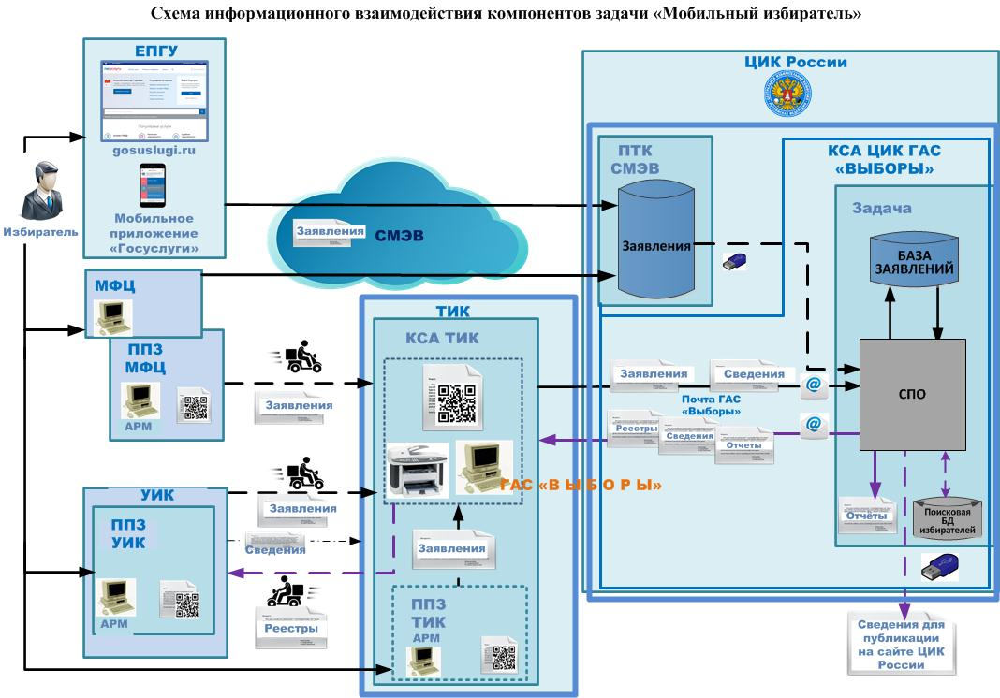 Схема информационного взаимодействия компонентов задачи «Мобильный избиратель»
ЕПГУ
gosuslugi.ru
Мобильное
приложение
«Госуслуги»
Избиратель
МФЦ
ППЗ
МФЦ
АРМ
Заявления
УИК
ППЗ
УИК
АРМ
Заявления
Сведения
Реестры
Заявления
СМЭВ
ТИК
КСА ТИК
ГАС «В Ы Б О Р Ы»
Заявления
ППЗ
ТИК
АРМ
ЦИК России
ПТК
СМЭВ
Заявления
КСА ЦИК ГАС
«ВЫБОРЫ»
Задача
БАЗА
ЗАЯВЛЕНИЙ
СПО
Заявления
Сведения
@
Почта ГАС
«Выборы»
@
Реестры
Сведения
Отчеты
Отчёты
Поисковая
БД
избирателей
Сведения для
публикации
на сайте ЦИК
России